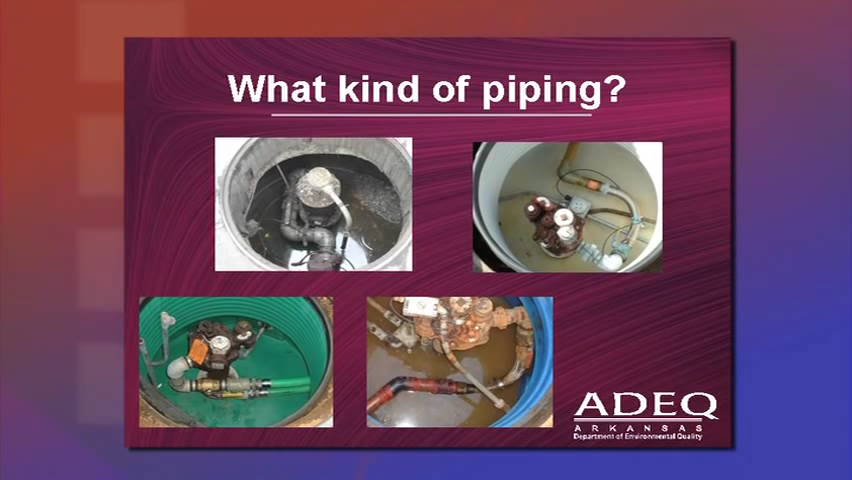 What kind of piping?
ADEQ
ARKANSAS
Department of Environmental Quality